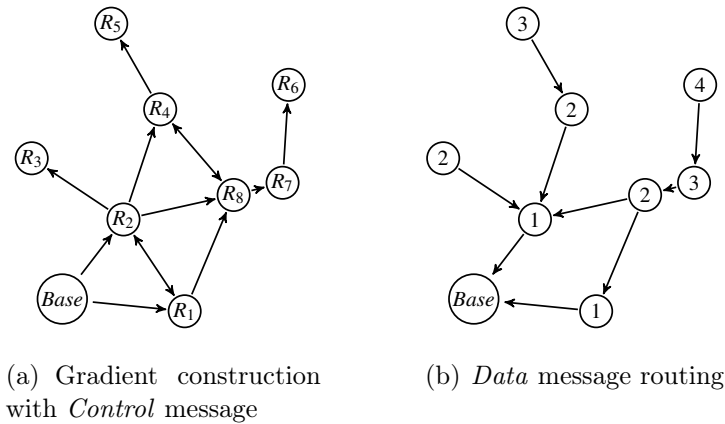 R5
3
R6
4
R4
2
R3
2
R8
R7
2
3
R2
1
Base
R1
Base
1
(a) Gradient construction
with Control message
(b) Data message routing